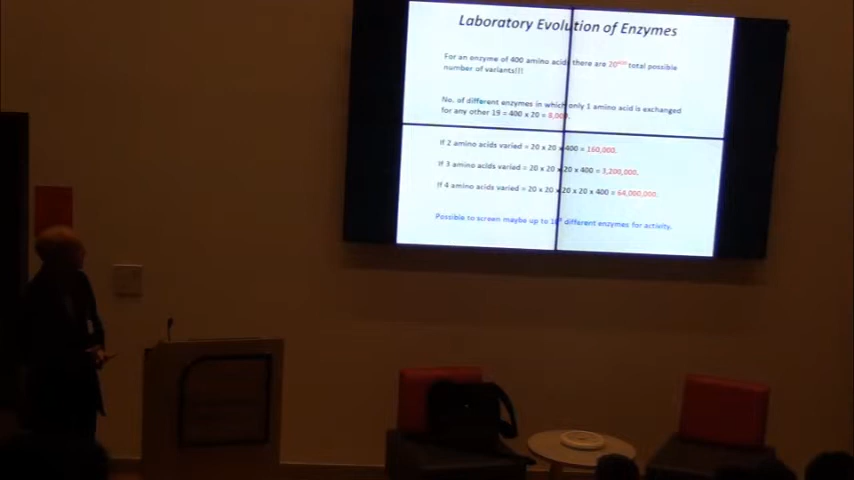 Laboratory Evolution of Enzymes
For an enzyme of 400 amino acids there are 20⁴⁰⁰ total possible
number of variants!!!
No. of different enzymes in which only 1 amino acid is exchanged
for any other 19 = 400 x 20 = 8,000.
If 2 amino acids varied = 20 x 20 x 400 = 160,000.
If 3 amino acids varied = 20 x 20 x 20 x 400 = 3,200,000.
If 4 amino acids varied = 20 x 20 x 20 x 20 x 400 = 64,000,000.
Possible to screen maybe up to different enzymes for activity.